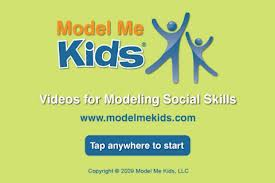 Model Me
Kids®
Videos for Modeling Social Skills
www.modelmekids.com
Tap anywhere to start
Copyright © 2009 Model Me Kids, LLC